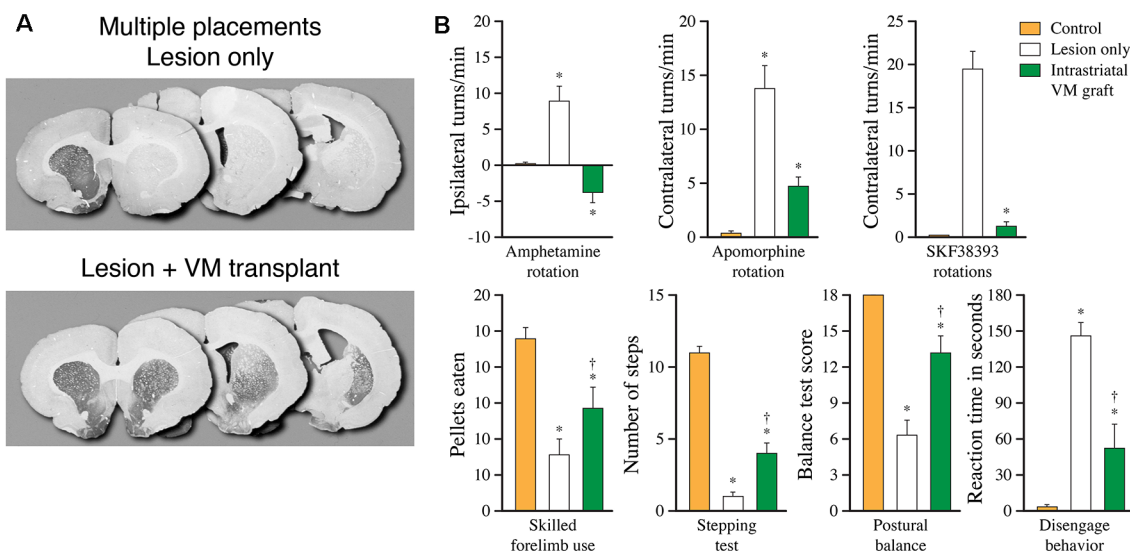 A
Multiple placements
Lesion only
Lesion + VM transplant
B
Control
Lesion only
Intrastriatal
VM graft
Ipsilateral turns/min
20
15
10
5
0
-5
-10
*
*
Amphetamine
rotation
Contralateral turns/min
20
15
10
5
0
*
*
Apomorphine
rotation
Contralateral turns/min
25
20
15
10
5
0
*
SKF38393
rotations
Pellets eaten
20
10
10
10
10
10
0
*
†
*
Skilled
forelimb use
Number of steps
15
10
5
0
*
†
*
Stepping
test
Balance test score
18
15
12
9
6
3
0
*
†
*
Postural
balance
Reaction time in seconds
180
150
120
90
60
30
0
*
†
*
Disengage
behavior